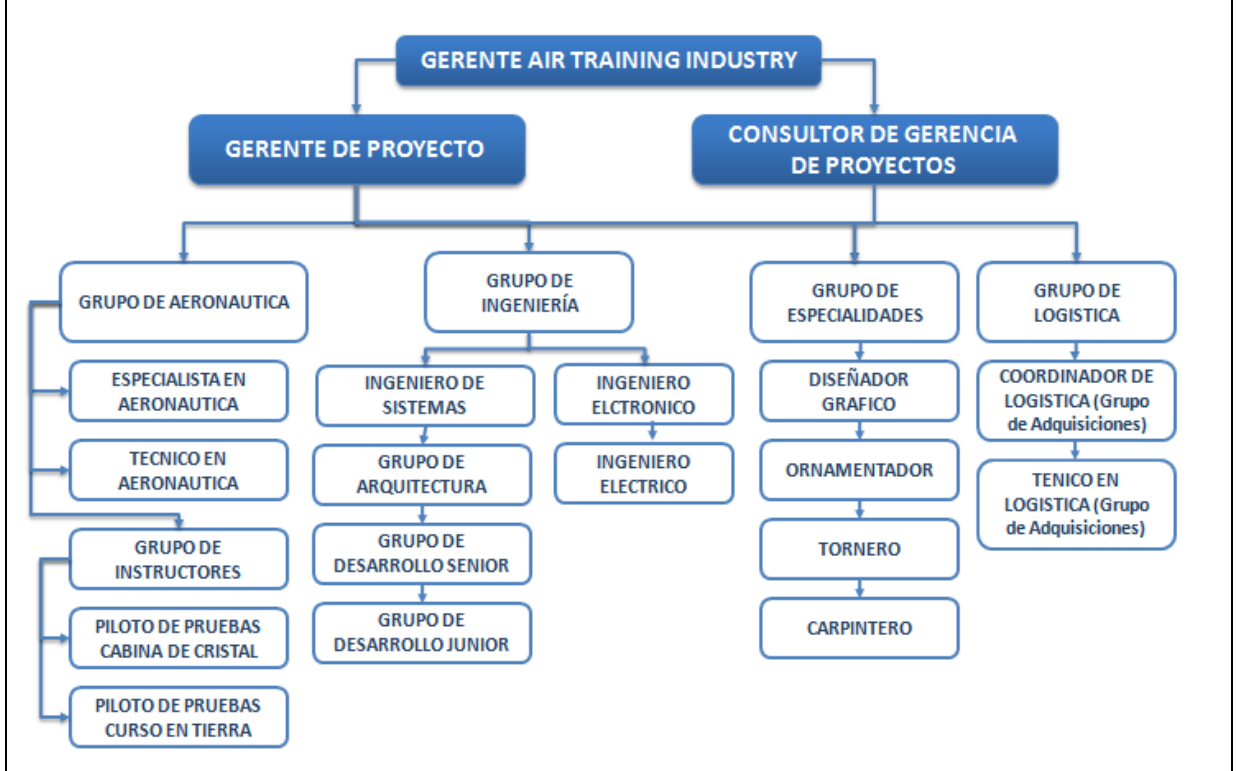 GERENTE AIR TRAINING INDUSTRY
GERENTE DE PROYECTO
CONSULTOR DE GERENCIA
DE PROYECTOS
GRUPO DE AERONAUTICA
GRUPO DE
INGENIERÍA
GRUPO DE
ESPECIALIDADES
GRUPO DE
LOGISTICA
ESPECIALISTA EN
AERONAUTICA
TECNICO EN
AERONAUTICA
GRUPO DE
INSTRUCTORES
PILOTO DE PRUEBAS
CABINA DE CRISTAL
PILOTO DE PRUEBAS
CURSO EN TIERRA
INGENIERO DE
SISTEMAS
GRUPO DE
ARQUITECTURA
GRUPO DE
DESARROLLO SENIOR
GRUPO DE
DESARROLLO JUNIOR
INGENIERO
ELCTRONICO
INGENIERO
ELECTRICO
DISEÑADOR
GRAFICO
ORNAMENTADOR
TORNERO
CARPINTERO
COORDINADOR DE
LOGISTICA (Grupo
de Adquisiciones)
TENICO EN
LOGISTICA (Grupo
de Adquisiciones)